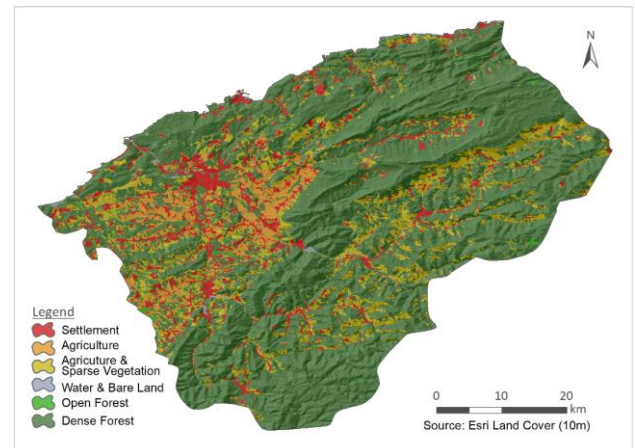 N
Legend
Settlement
Agriculture
Agricuture &
Sparse Vegetation
Water & Bare Land
Open Forest
Dense Forest
0 10 20
km
Source: Esri Land Cover (10m)